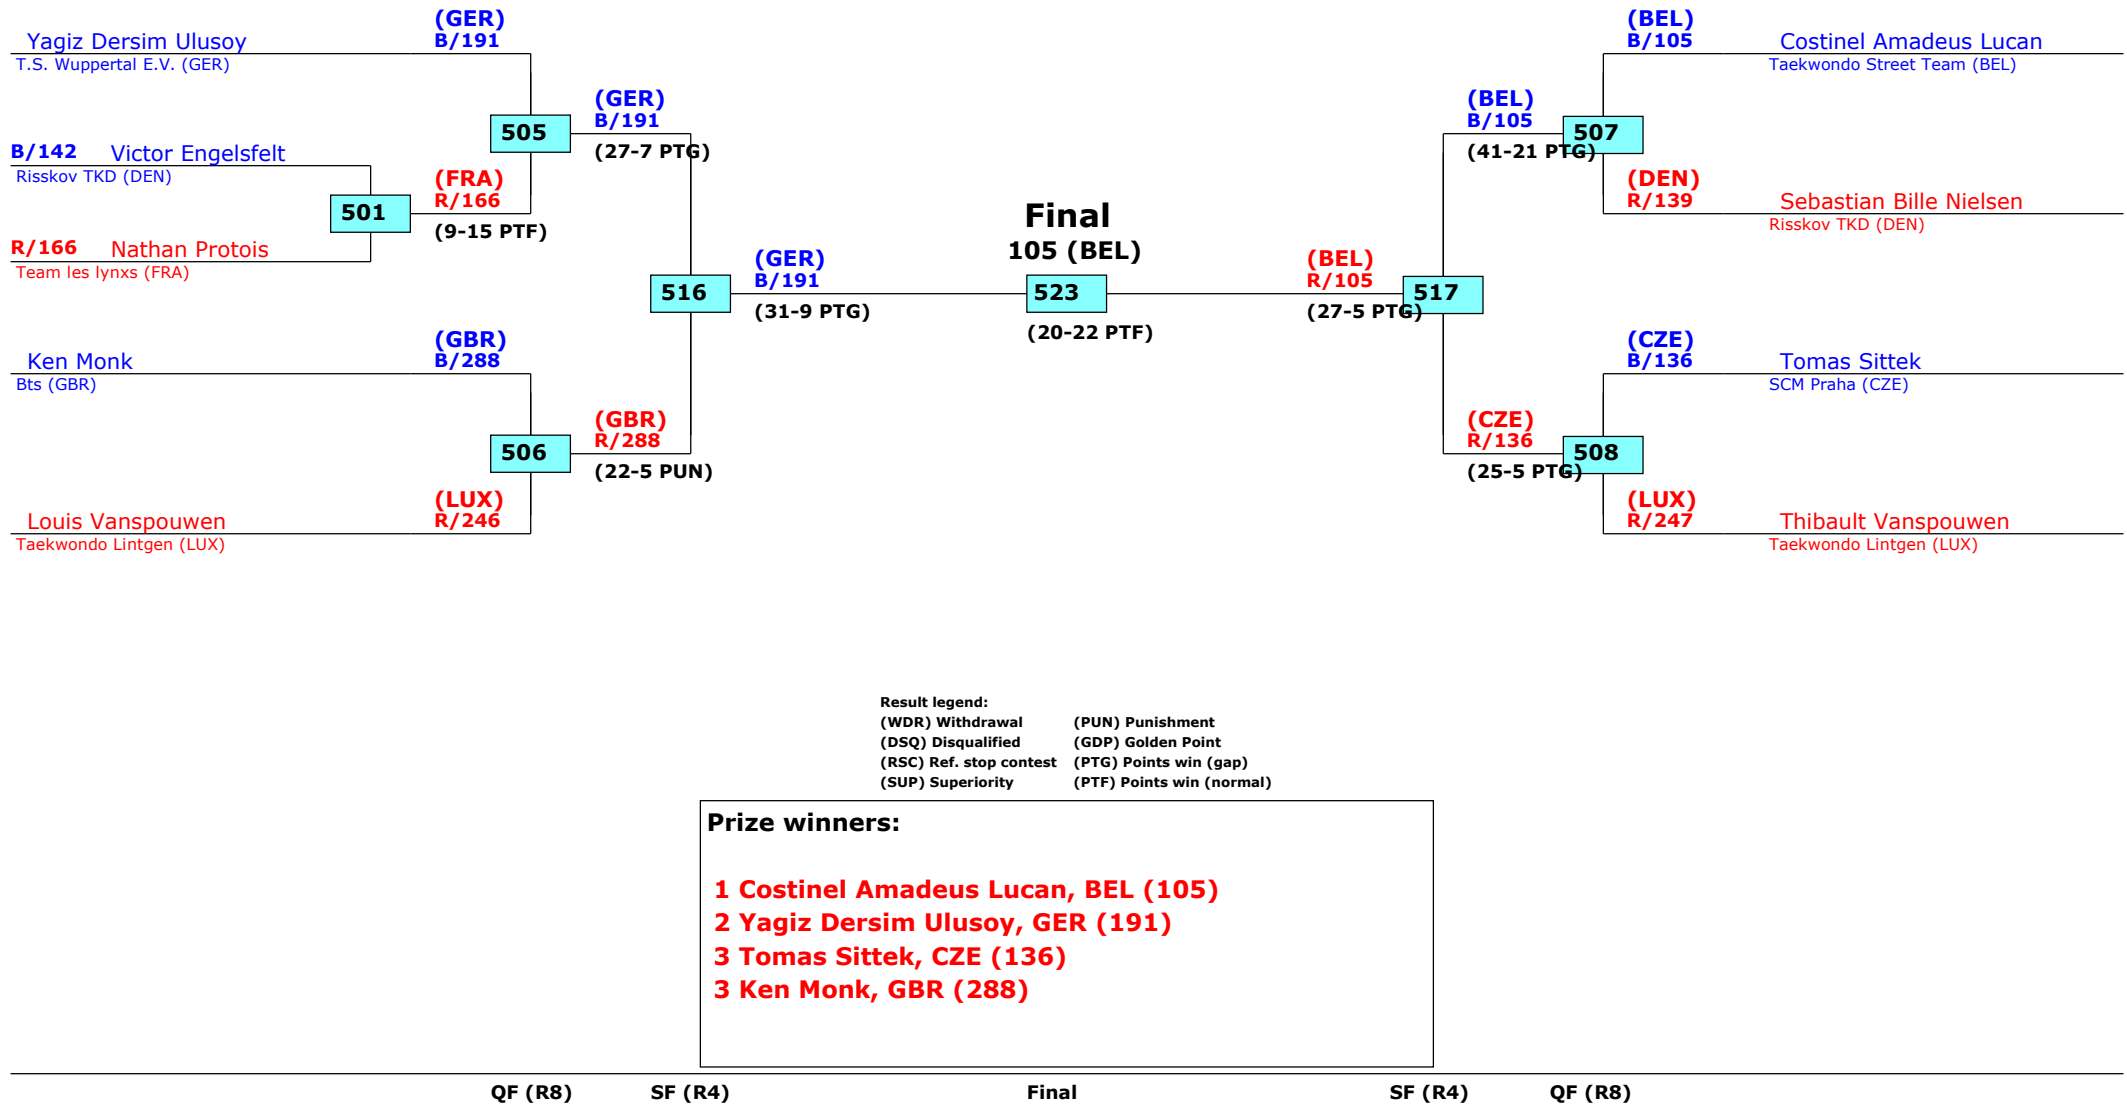 (GER)
B/191
Yagiz Dersim Ulusoy
T.S. Wuppertal E.V. (GER)
505
(GER)
B/191
(27-7 PTG)
B/142 Victor Engelsfelt
Risskov TKD (DEN)
501
(FRA)
R/166
(9-15 PTF)
R/166 Nathan Protois
Team les lynxs (FRA)
516
(GER)
B/191
(31-9 PTG)
(GBR)
B/288
Ken Monk
Bts (GBR)
506
(GBR)
R/288
(22-5 PUN)
(LUX)
R/246
Louis Vanspouwen
Taekwondo Lintgen (LUX)
Final
105 (BEL)
523
(20-22 PTF)
(BEL)
B/105
Costinel Amadeus Lucan
Taekwondo Street Team (BEL)
(BEL)
B/105
507
(41-21 PTG)
(DEN)
R/139
Sebastian Bille Nielsen
Risskov TKD (DEN)
(BEL)
R/105
517
(27-5 PTG)
(CZE)
B/136
Tomas Sittek
SCM Praha (CZE)
(CZE)
R/136
508
(25-5 PTG)
(LUX)
R/247
Thibault Vanspouwen
Taekwondo Lintgen (LUX)
Result legend:
(WDR) Withdrawal (PUN) Punishment
(DSQ) Disqualified (GDP) Golden Point
(RSC) Ref. stop contest (PTG) Points win (gap)
(SUP) Superiority (PTF) Points win (normal)
Prize winners:
1 Costinel Amadeus Lucan, BEL (105)
2 Yagiz Dersim Ulusoy, GER (191)
3 Tomas Sittek, CZE (136)
3 Ken Monk, GBR (288)
QF (R8) SF (R4) Final SF (R4) QF (R8)